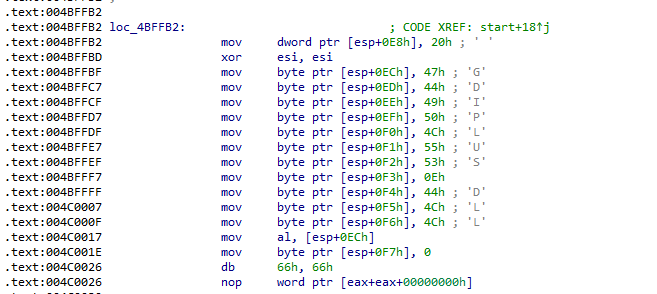 .text:004BFFB2
.text:004BFFB2 loc_4BFFB2: ; CODE XREF: start+18↑j
.text:004BFFB2 mov dword ptr [esp+0E8h], 20h ; ' '
.text:004BFFBD xor esi, esi
.text:004BFFBF mov byte ptr [esp+0ECh], 47h ; 'G'
.text:004BFFC7 mov byte ptr [esp+0EDh], 44h ; 'D'
.text:004BFFCF mov byte ptr [esp+0EEh], 49h ; 'I'
.text:004BFFD7 mov byte ptr [esp+0EFh], 50h ; 'P'
.text:004BFFDF mov byte ptr [esp+0F0h], 4Ch ; 'L'
.text:004BFFE7 mov byte ptr [esp+0F1h], 55h ; 'U'
.text:004BFFEF mov byte ptr [esp+0F2h], 53h ; 'S'
.text:004BFFF7 mov byte ptr [esp+0F3h], 0Eh
.text:004BFFFF mov byte ptr [esp+0F4h], 44h ; 'D'
.text:004C0007 mov byte ptr [esp+0F5h], 4Ch ; 'L'
.text:004C000F mov byte ptr [esp+0F6h], 4Ch ; 'L'
.text:004C0017 mov al, [esp+0ECh]
.text:004C001E mov byte ptr [esp+0F7h], 0
.text:004C0026 db 66h, 66h
.text:004C0026 nop word ptr [eax+eax+00000000h]